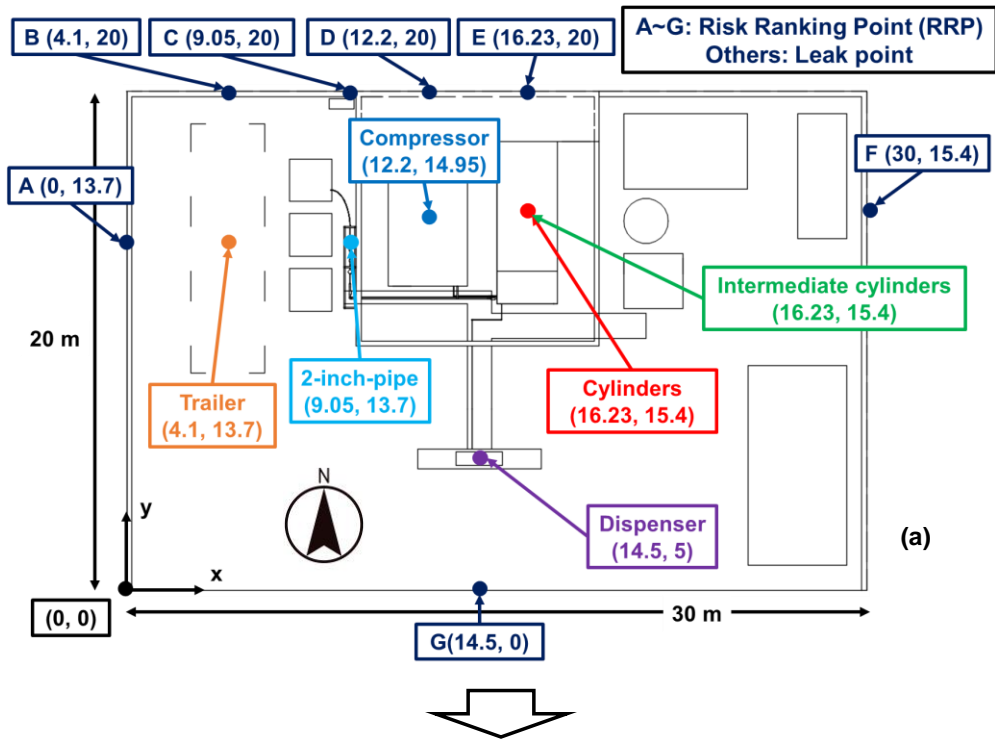 B (4.1, 20)
C (9.05, 20)
D (12.2, 20)
E (16.23, 20)
A~G: Risk Ranking Point (RRP)
Others: Leak point
Compressor
(12.2, 14.95)
F (30, 15.4)
A (0, 13.7)
Intermediate cylinders
(16.23, 15.4)
20 m
Trailer
(4.1, 13.7)
2-inch-pipe
(9.05, 13.7)
Cylinders
(16.23, 15.4)
N
y
Dispenser
(14.5, 5)
(a)
x
(0, 0)
30 m
G(14.5, 0)